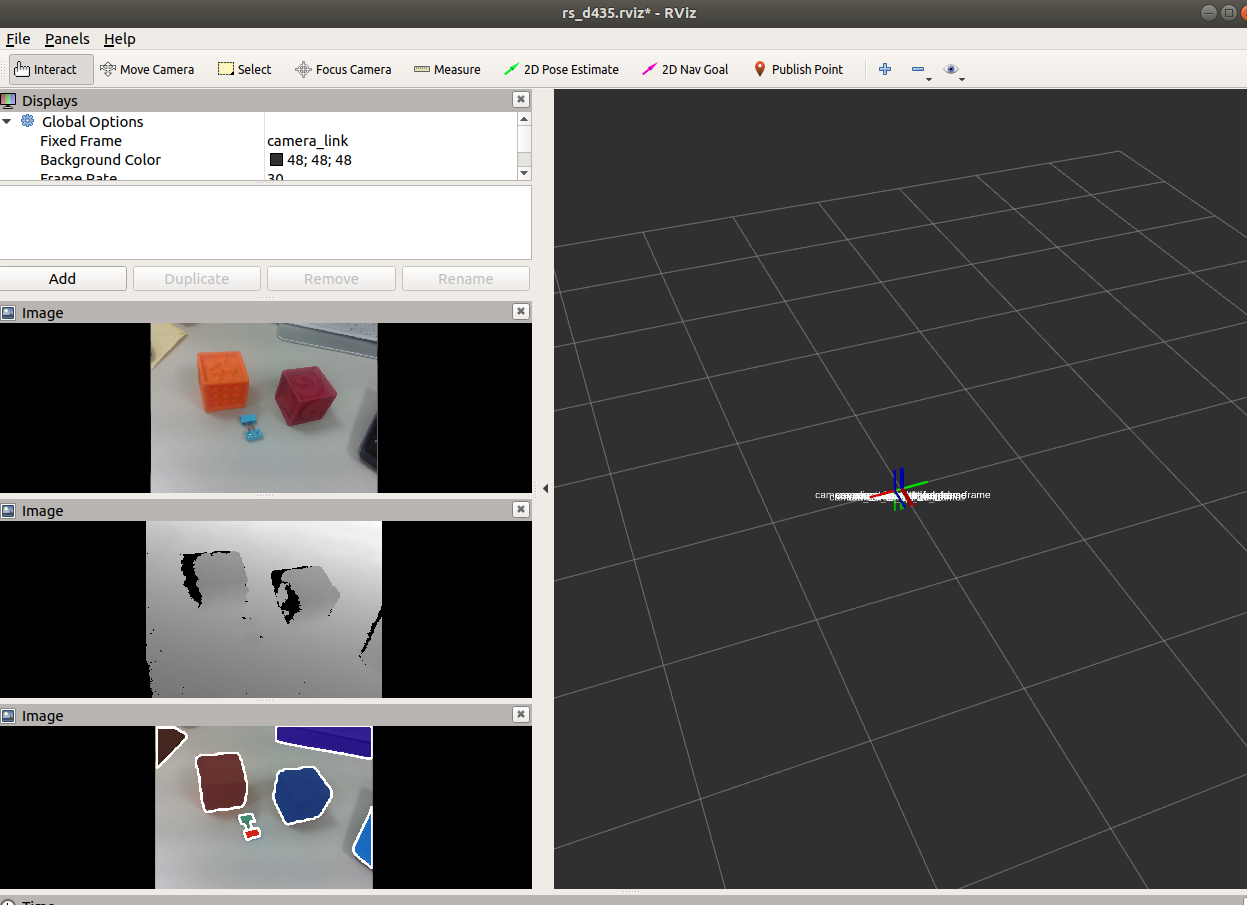 rs_d435.rviz* - RViz
File Panels Help
Interact Move Camera Select Focus Camera Measure 2D Pose Estimate 2D Nav Goal Publish Point
Displays
Global Options
Fixed Frame camera_link
Background Color 48; 48; 48
Frame Rate 30
Add Duplicate Remove Rename
Image
Image
Image
Time